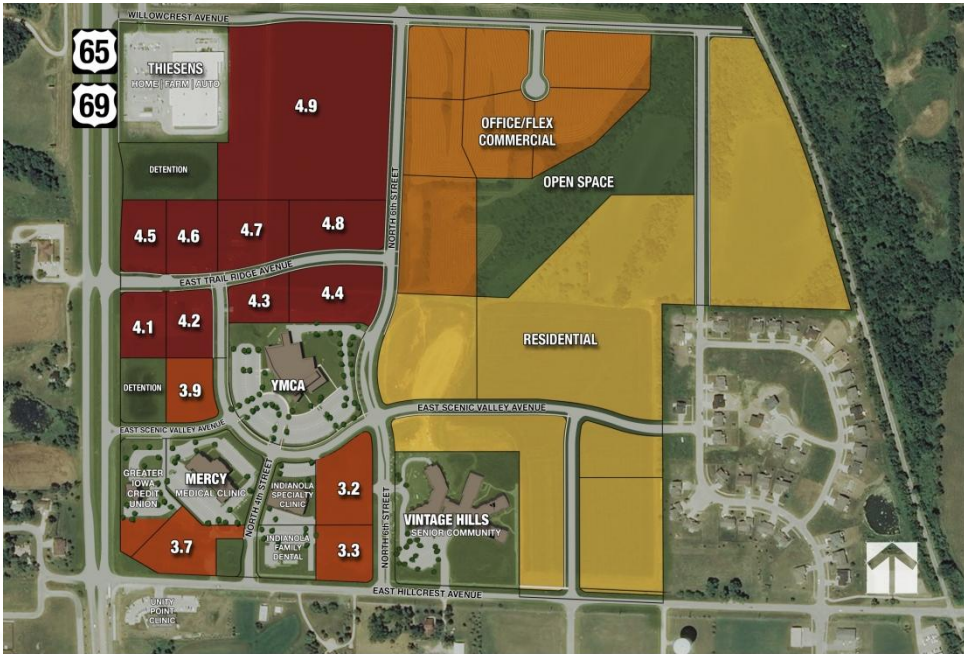 WILLOWCREST AVENUE
65
69
THIESENS
HOME | FARM | AUTO
4.9
OFFICE/FLEX
COMMERCIAL
DETENTION
OPEN SPACE
NORTH 6th STREET
4.5
4.6
4.7
4.8
EAST TRAIL RIDGE AVENUE
4.1
4.2
4.3
4.4
RESIDENTIAL
DETENTION
3.9
YMCA
EAST SCENIC VALLEY AVENUE
EAST SCENIC VALLEY AVENUE
GREATER
IOWA
CREDIT
UNION
MERCY
MEDICAL CLINIC
NORTH 4th STREET
INDIANOLA
SPECIALTY
CLINIC
3.2
NORTH 6th STREET
VINTAGE HILLS
SENIOR COMMUNITY
3.7
INDIANOLA
FAMILY
DENTAL
3.3
EAST HILLCREST AVENUE
UNITY
POINT
CLINIC